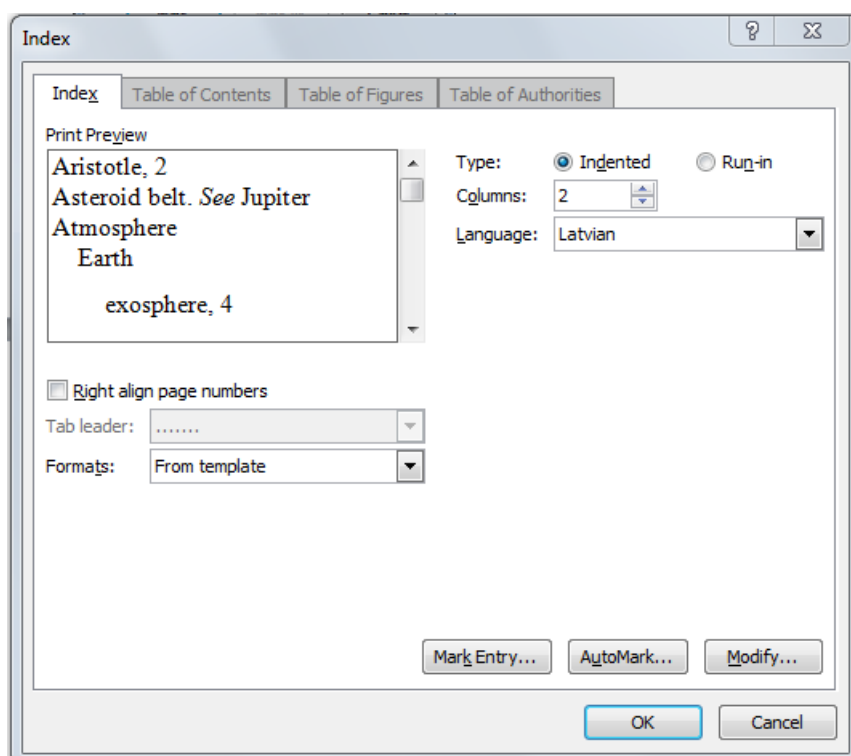 Index
Index Table of Contents Table of Figures Table of Authorities
Print Preview
Aristotle, 2
Asteroid belt. See Jupiter
Atmosphere
Earth
exosphere, 4
Type: Indented Run-in
Columns: 2
Language: Latvian
Right align page numbers
Tab leader: .......
Formats: From template
Mark Entry... AutoMark... Modify...
OK Cancel